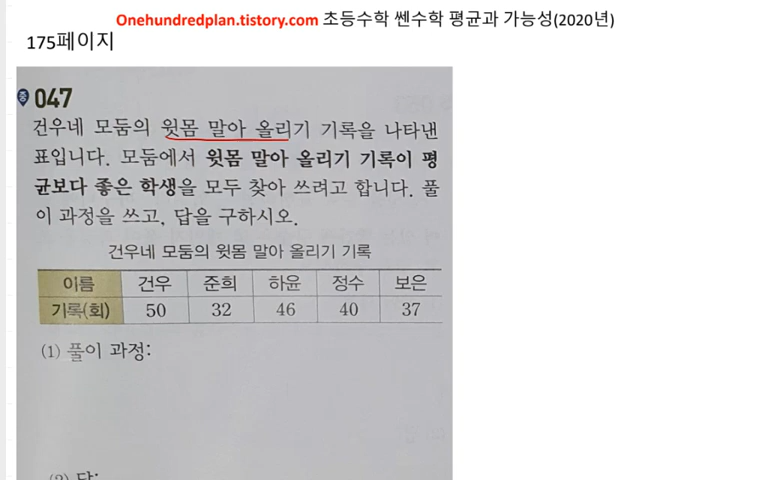 Onehundredplan.tistory.com 초등수학 쎈수학 평균과 가능성(2020년)
175페이지
중 047
건우네 모둠의 윗몸 말아 올리기 기록을 나타낸
표입니다. 모둠에서 윗몸 말아 올리기 기록이 평
균보다 좋은 학생을 모두 찾아 쓰려고 합니다. 풀
이 과정을 쓰고, 답을 구하시오.
건우네 모둠의 윗몸 말아 올리기 기록
이름 건우 준희 하윤 정수 보은
기록(회) 50 32 46 40 37
(1) 풀이 과정:
(2) 답: